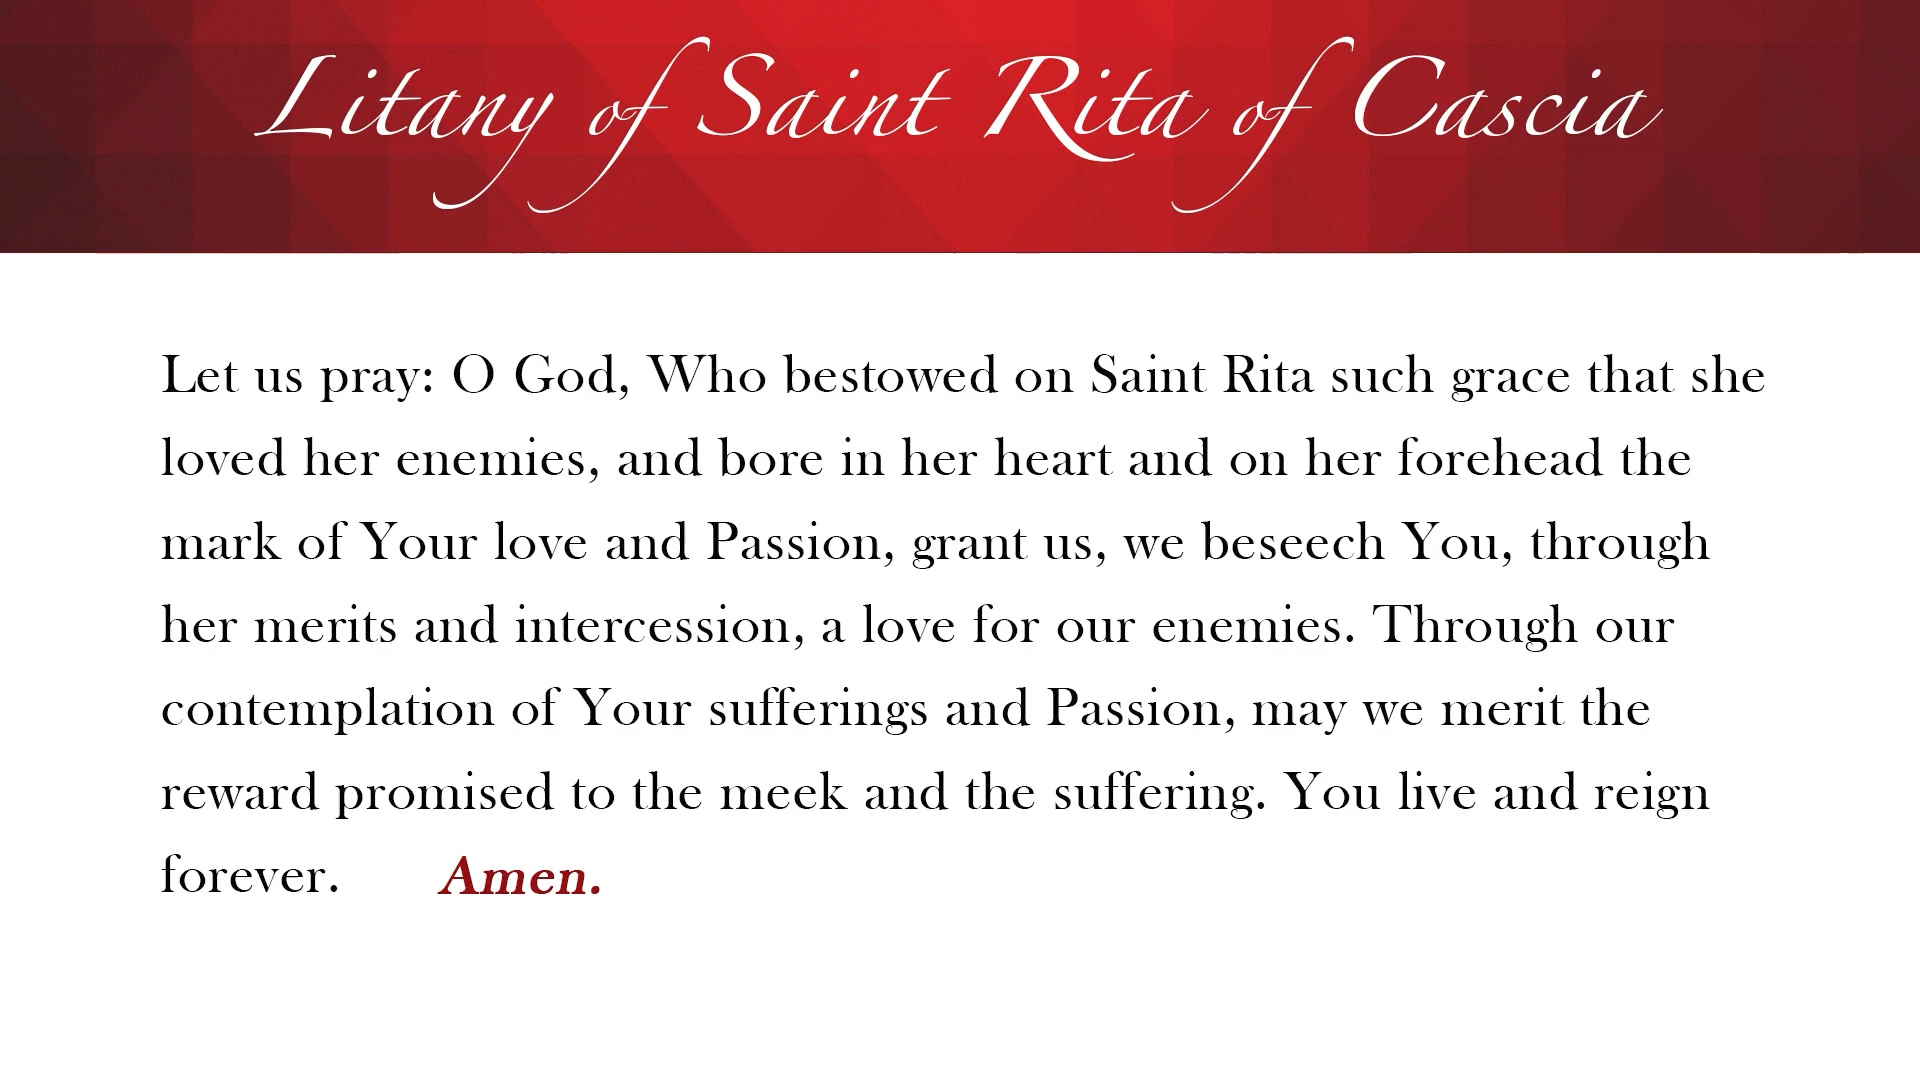 Litany of Saint Rita of Cascia
Let us pray: O God, Who bestowed on Saint Rita such grace that she
loved her enemies, and bore in her heart and on her forehead the
mark of Your love and Passion, grant us, we beseech You, through
her merits and intercession, a love for our enemies. Through our
contemplation of Your sufferings and Passion, may we merit the
reward promised to the meek and the suffering. You live and reign
forever. Amen.